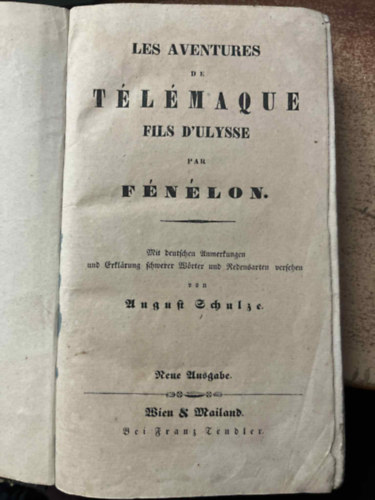 LES AVENTURES
DE
TÉLÉMAQUE
FILS D'ULYSSE
PAR
FÉNÉLON.
Mit deutschen Anmerkungen
und Erklärung schwerer Wörter und Redensarten versehen
von
August Schulze.
Neue Ausgabe.
Wien & Mailand.
Bei Franz Tendler.